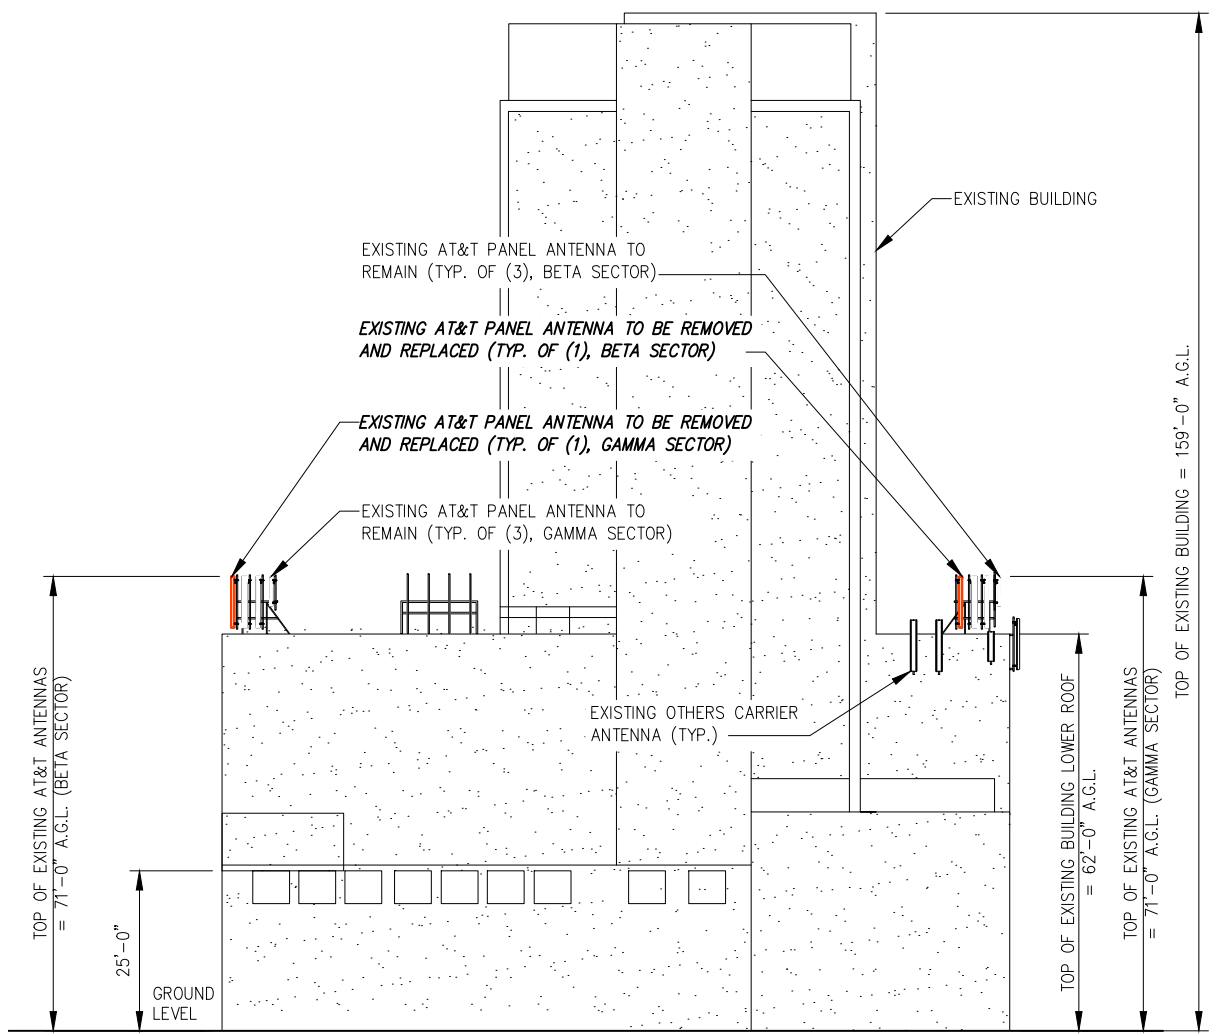 EXISTING BUILDING
EXISTING AT&T PANEL ANTENNA TO
REMAIN (TYP. OF (3), BETA SECTOR)
EXISTING AT&T PANEL ANTENNA TO BE REMOVED
AND REPLACED (TYP. OF (1), BETA SECTOR)
EXISTING AT&T PANEL ANTENNA TO BE REMOVED
AND REPLACED (TYP. OF (1), GAMMA SECTOR)
EXISTING AT&T PANEL ANTENNA TO
REMAIN (TYP. OF (3), GAMMA SECTOR)
EXISTING OTHERS CARRIER
ANTENNA (TYP.)
TOP OF EXISTING AT&T ANTENNAS
= 71'-0" A.G.L. (BETA SECTOR)
25'-0"
GROUND
LEVEL
TOP OF EXISTING BUILDING LOWER ROOF
= 62'-0" A.G.L.
TOP OF EXISTING AT&T ANTENNAS
= 71'-0" A.G.L. (GAMMA SECTOR)
TOP OF EXISTING BUILDING = 159'-0" A.G.L.